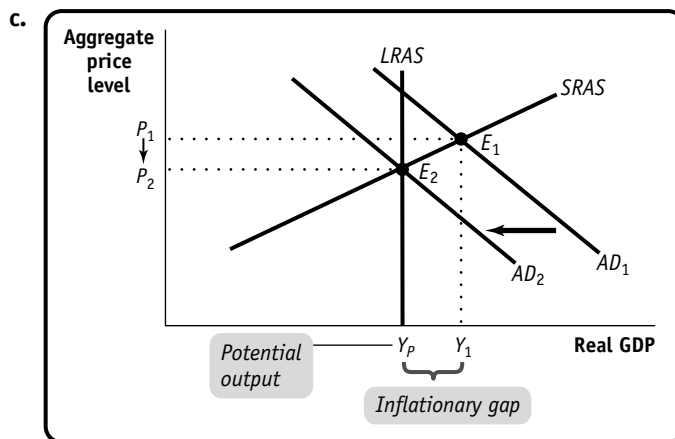 c.
Aggregate
price
level
LRAS
SRAS
P1
E1
P2
E2
AD2
AD1
YP
Y1
Real GDP
Potential
output
Inflationary gap